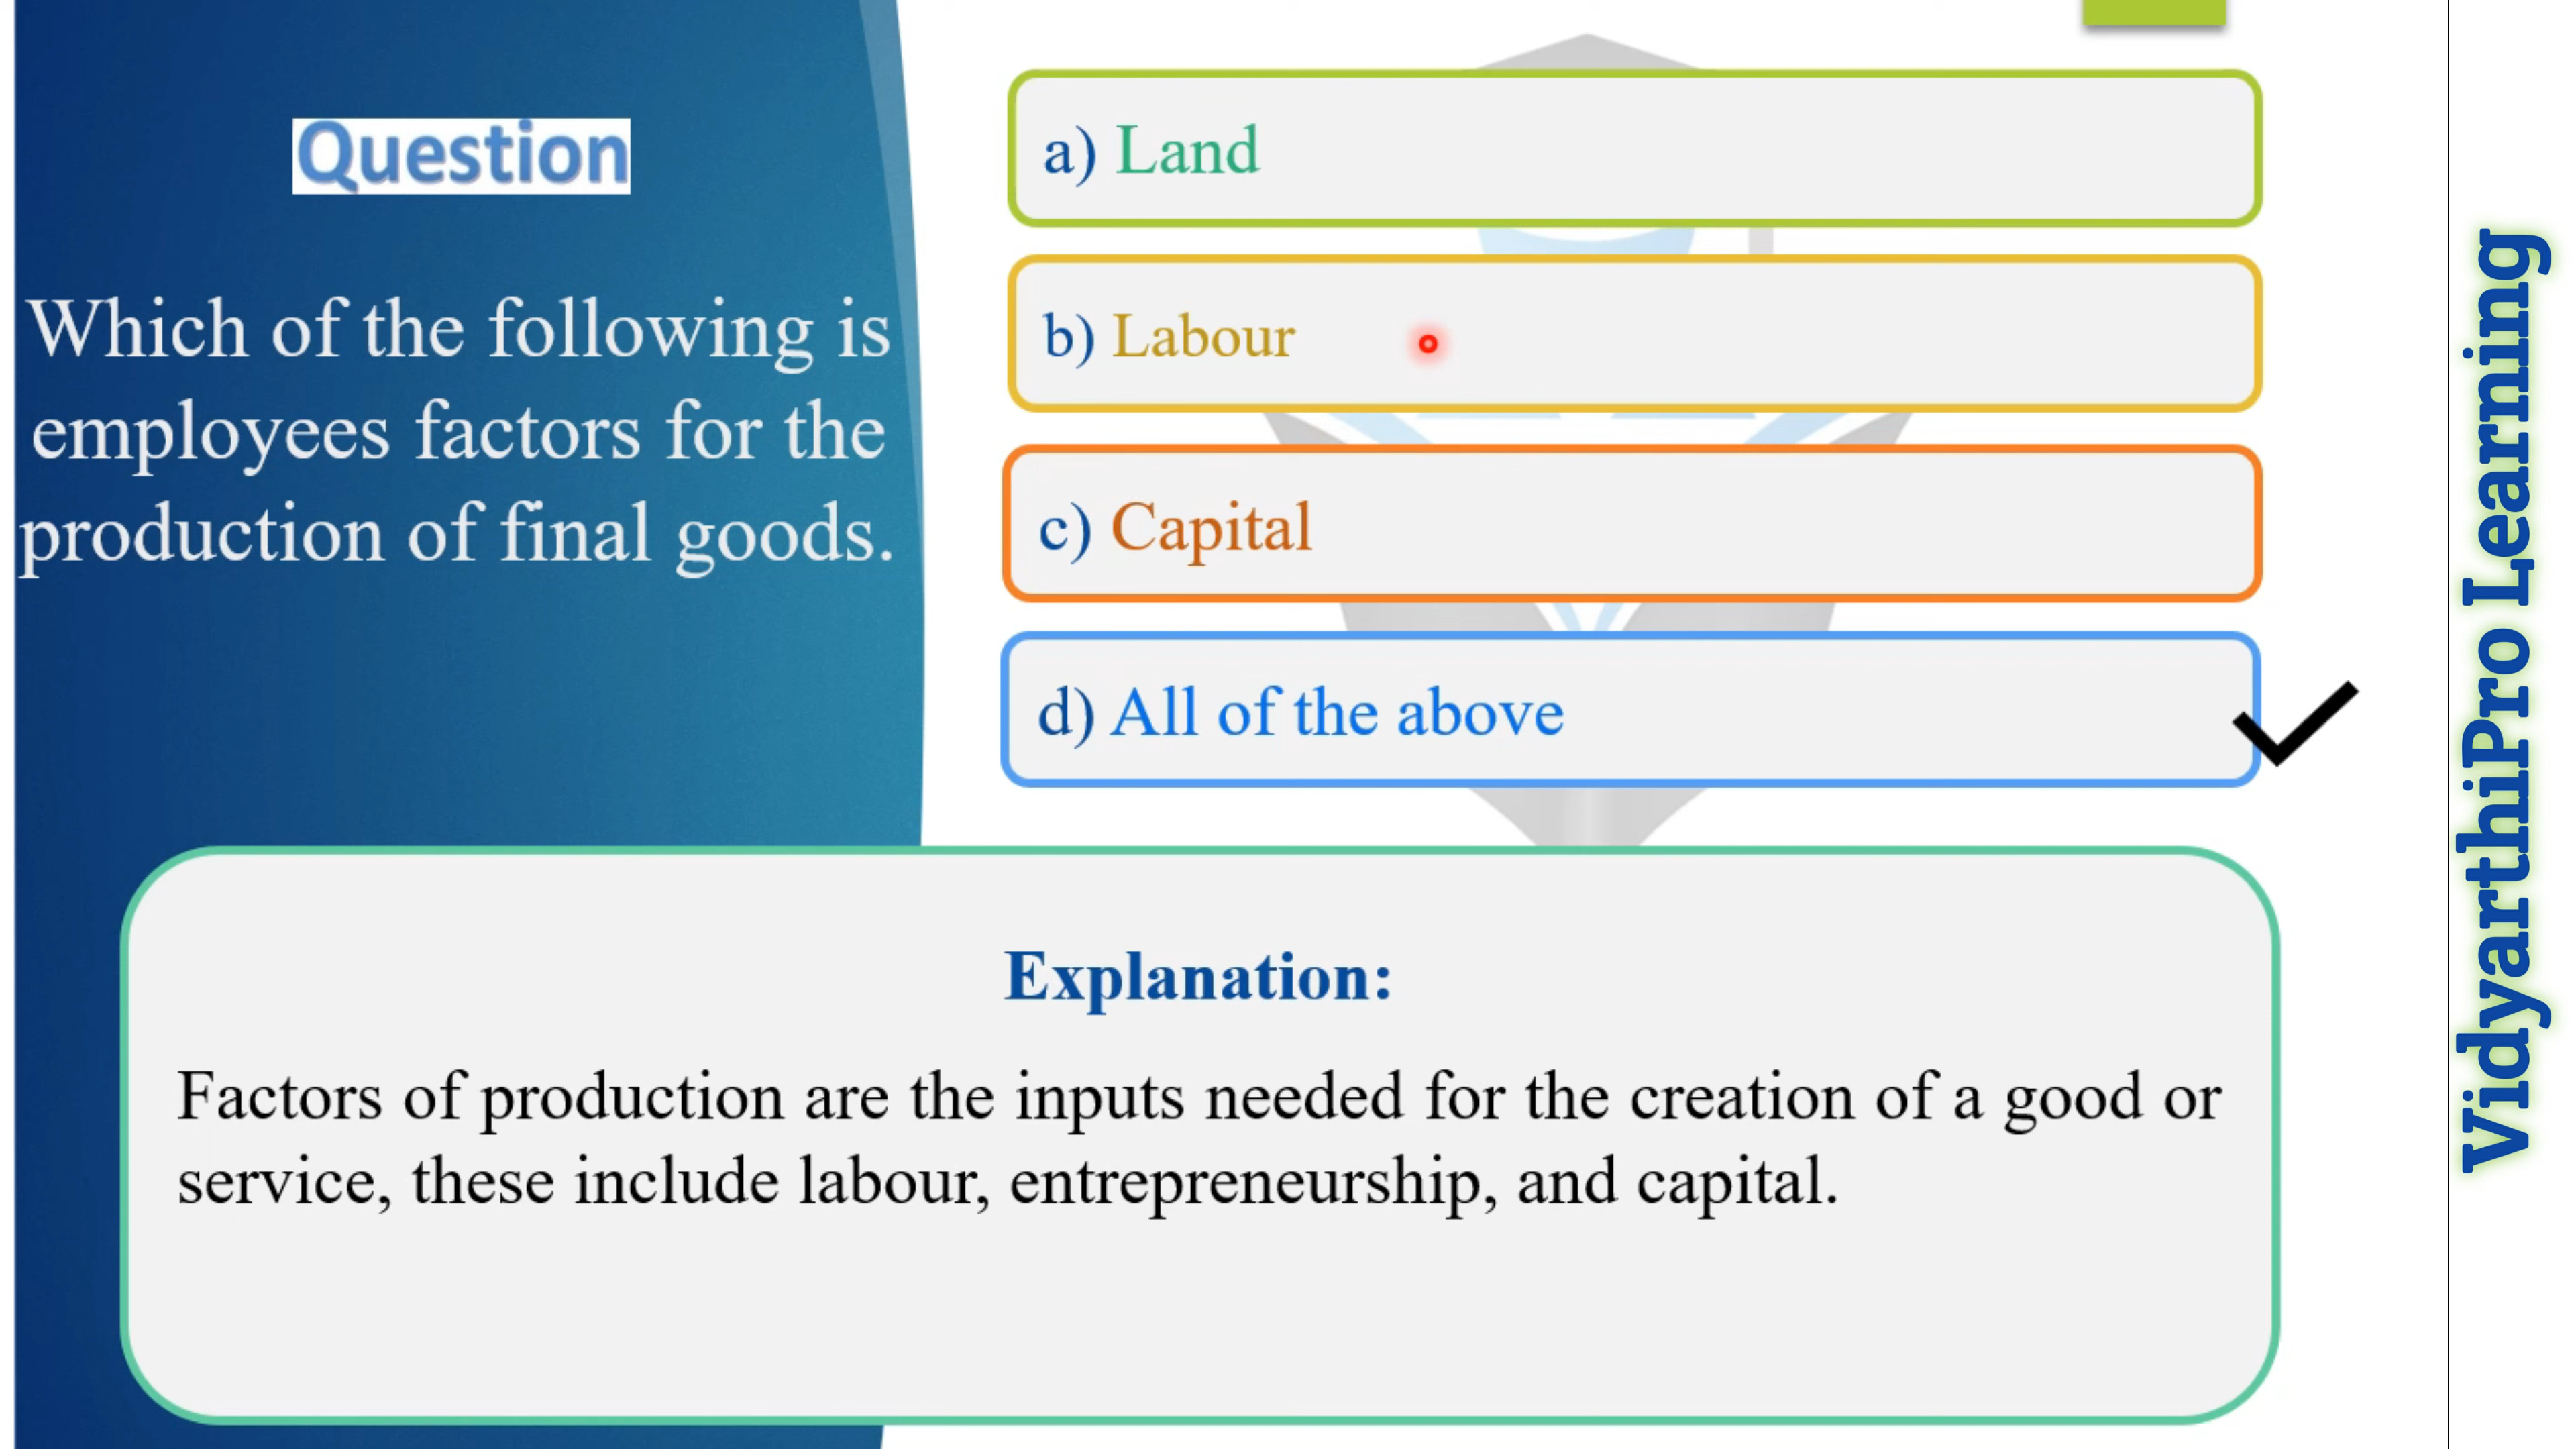 Question
Which of the following is
employees factors for the
production of final goods.
a) Land
b) Labour
c) Capital
d) All of the above
Explanation:
Factors of production are the inputs needed for the creation of a good or
service, these include labour, entrepreneurship, and capital.
VidyarthiPro Learning